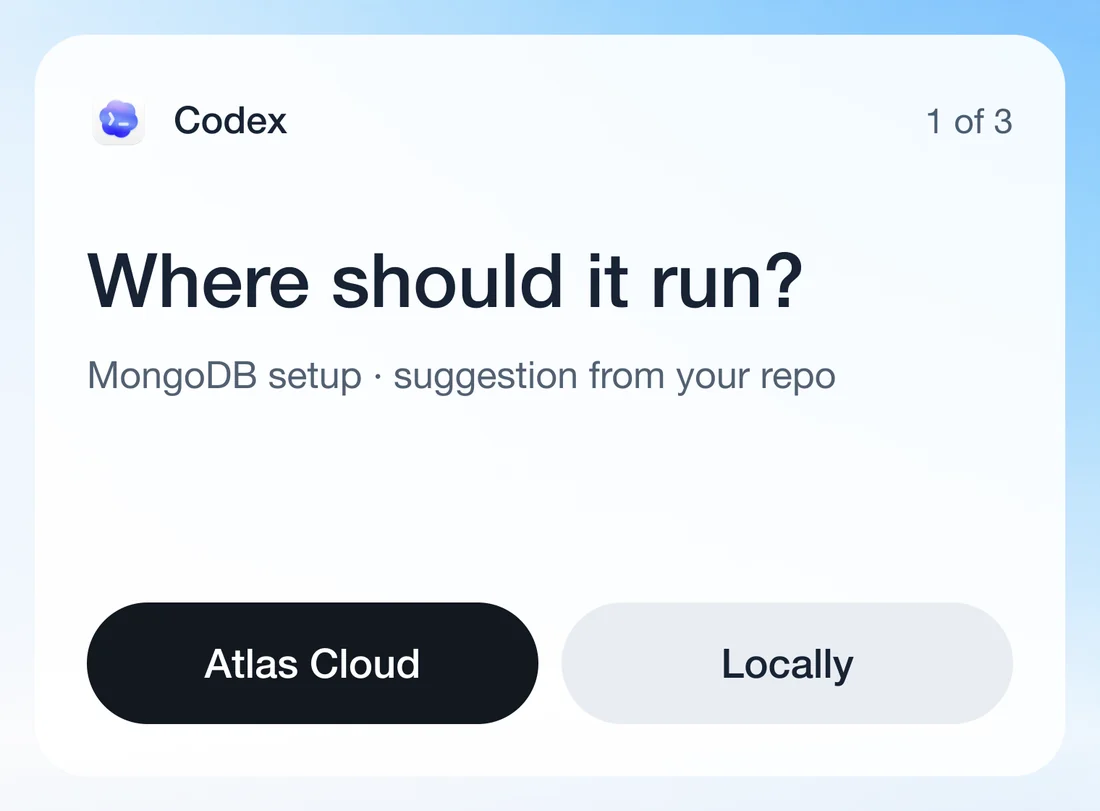 Codex
1 of 3
Where should it run?
MongoDB setup · suggestion from your repo
Atlas Cloud
Locally